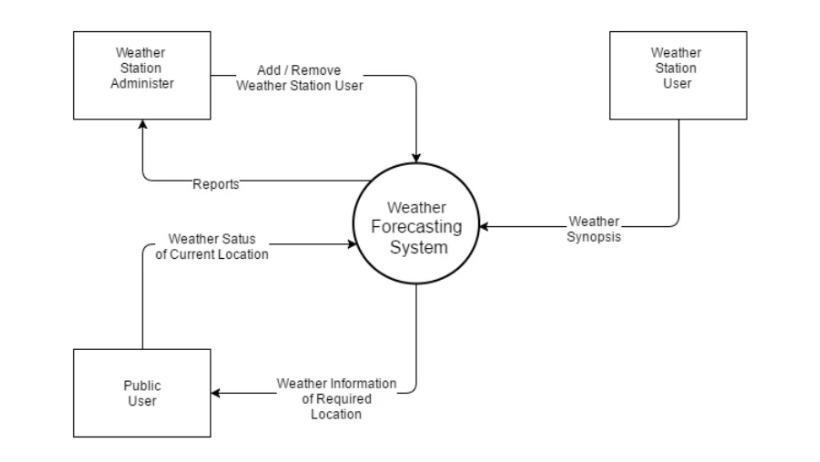 Weather
Station
Administer
Add / Remove
Weather Station User
Weather
Station
User
Reports
Weather
Forecasting
System
Weather
Synopsis
Weather Satus
of Current Location
Public
User
Weather Information
of Required
Location